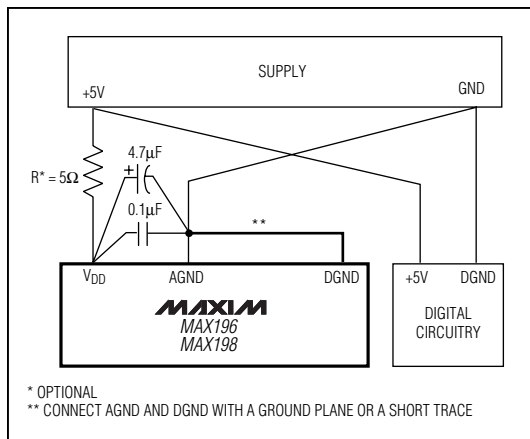 SUPPLY
+5V
GND
4.7µF
+
R* = 5Ω
0.1µF
**
VDD
AGND
DGND
+5V
DGND
MAXIM
MAX196
MAX198
DIGITAL
CIRCUITRY
* OPTIONAL
** CONNECT AGND AND DGND WITH A GROUND PLANE OR A SHORT TRACE